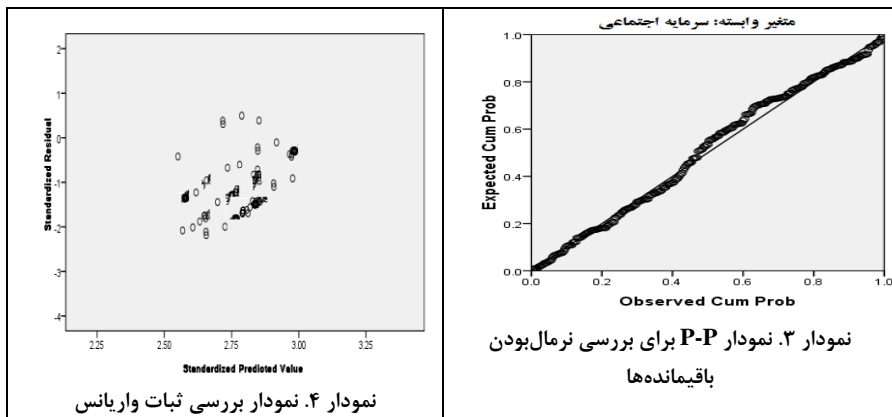 متغیر وابسته: سرمایه اجتماعی
Expected Cum Prob
1.0
0.8
0.6
0.4
0.2
0.0
0.0 0.2 0.4 0.6 0.8 1.0
Observed Cum Prob
نمودار ۳. نمودار P-P برای بررسی نرمال‌بودن
باقیمانده‌ها
Standardized Residual
2
1
0
-1
-2
-3
-4
2.25 2.50 2.75 3.00 3.25
Standardized Predicted Value
نمودار ۴. نمودار بررسی ثبات واریانس